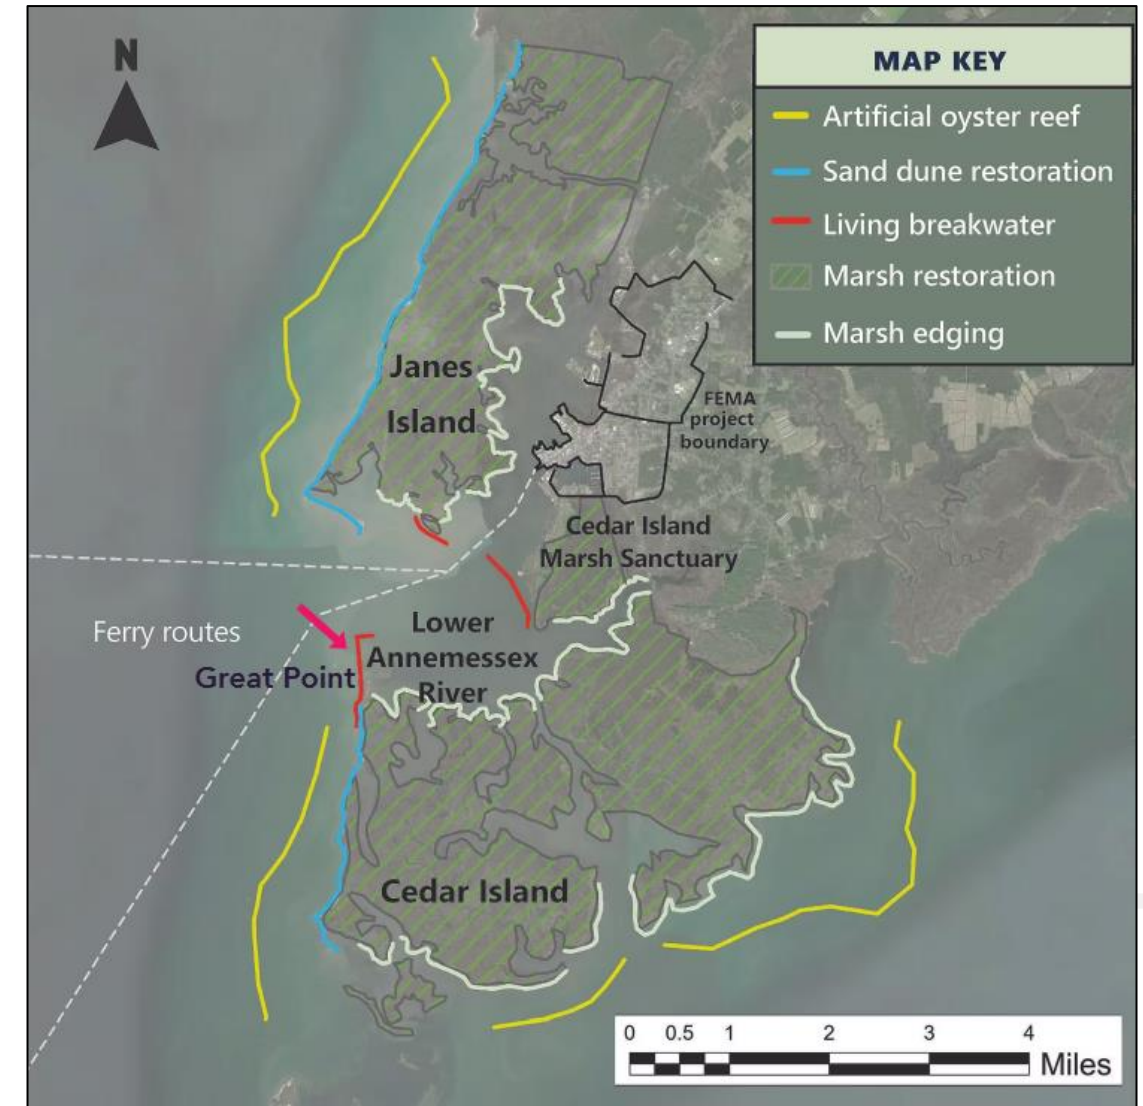 N
MAP KEY
Artificial oyster reef
Sand dune restoration
Living breakwater
Marsh restoration
Marsh edging
Janes
Island
FEMA
project
boundary
Cedar Island
Marsh Sanctuary
Ferry routes
Lower
Annemessex
River
Great Point
Cedar Island
0 0.5 1 2 3 4
Miles